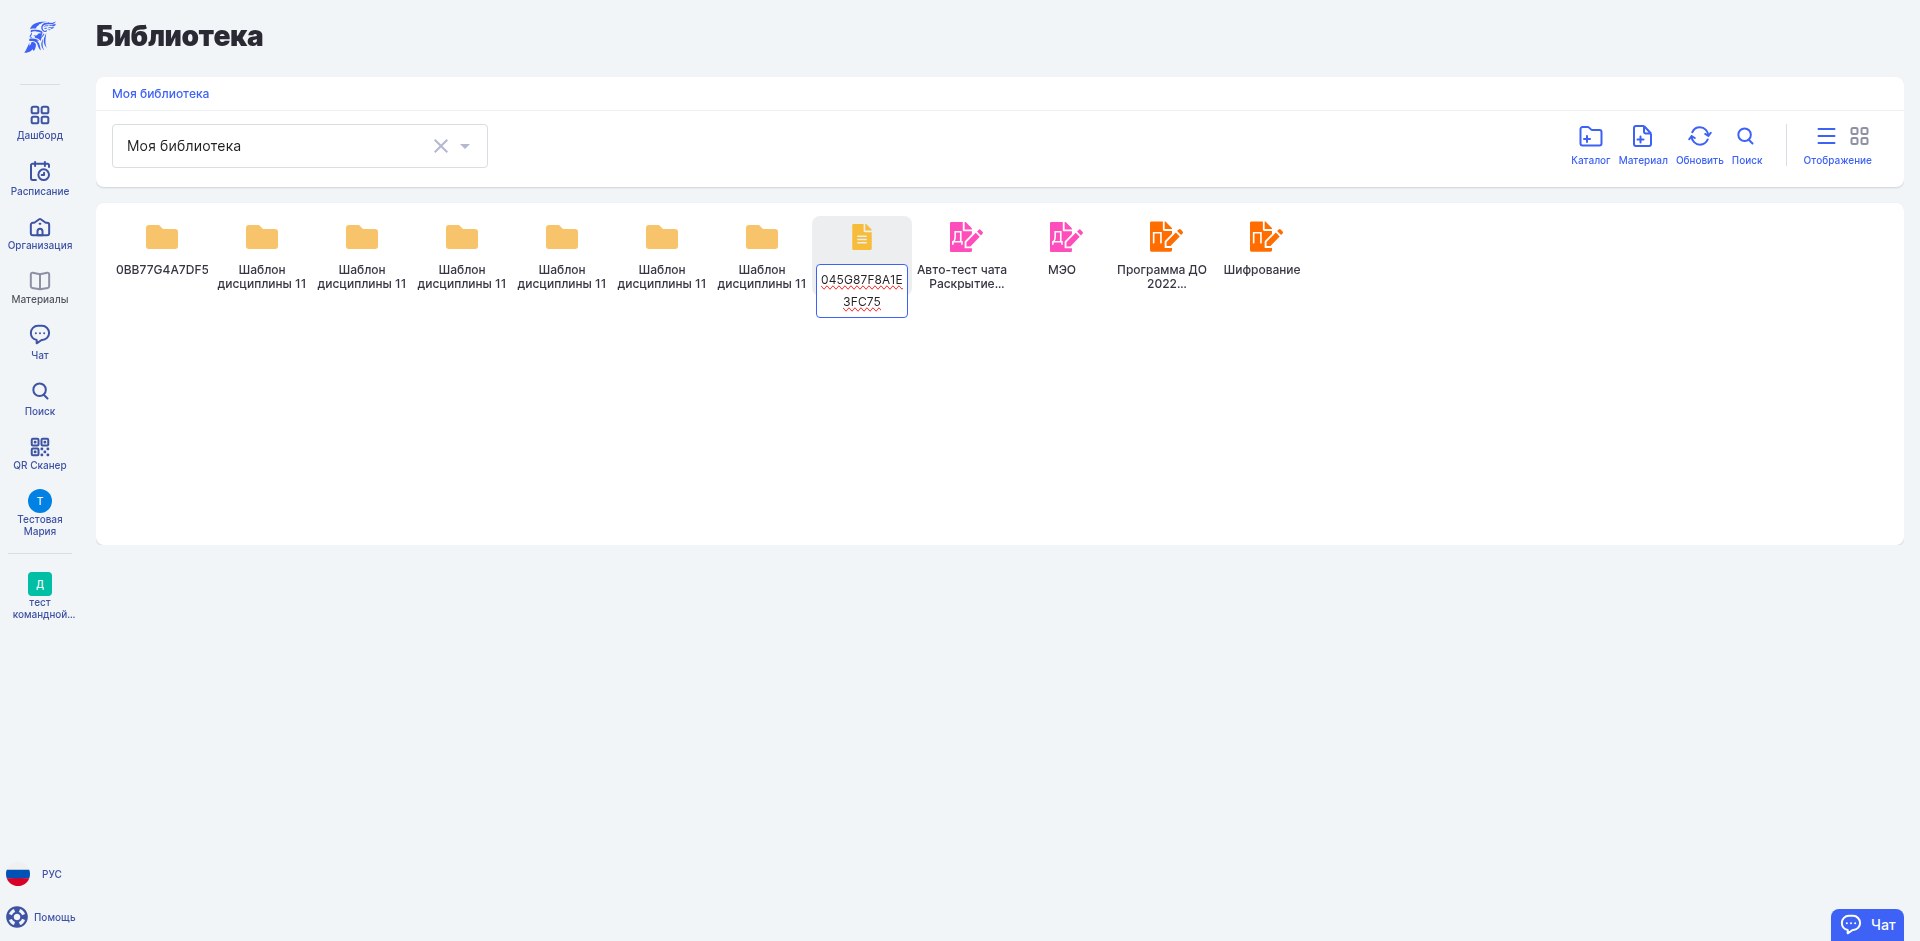 Библиотека
Моя библиотека
Моя библиотека
Каталог
Материал
Обновить
Поиск
Отображение
Дашборд
Расписание
Организация
Материалы
Чат
Поиск
QR Сканер
Т
Тестовая
Мария
Д
тест
командной...
0BB77G4A7DF5
Шаблон
дисциплины 11
Шаблон
дисциплины 11
Шаблон
дисциплины 11
Шаблон
дисциплины 11
Шаблон
дисциплины 11
Шаблон
дисциплины 11
045G87F8A1E
3FC75
Д
Авто-тест чата
Раскрытие...
Д
МЭО
П
Программа ДО
2022...
П
Шифрование
РУС
Помощь
Чат